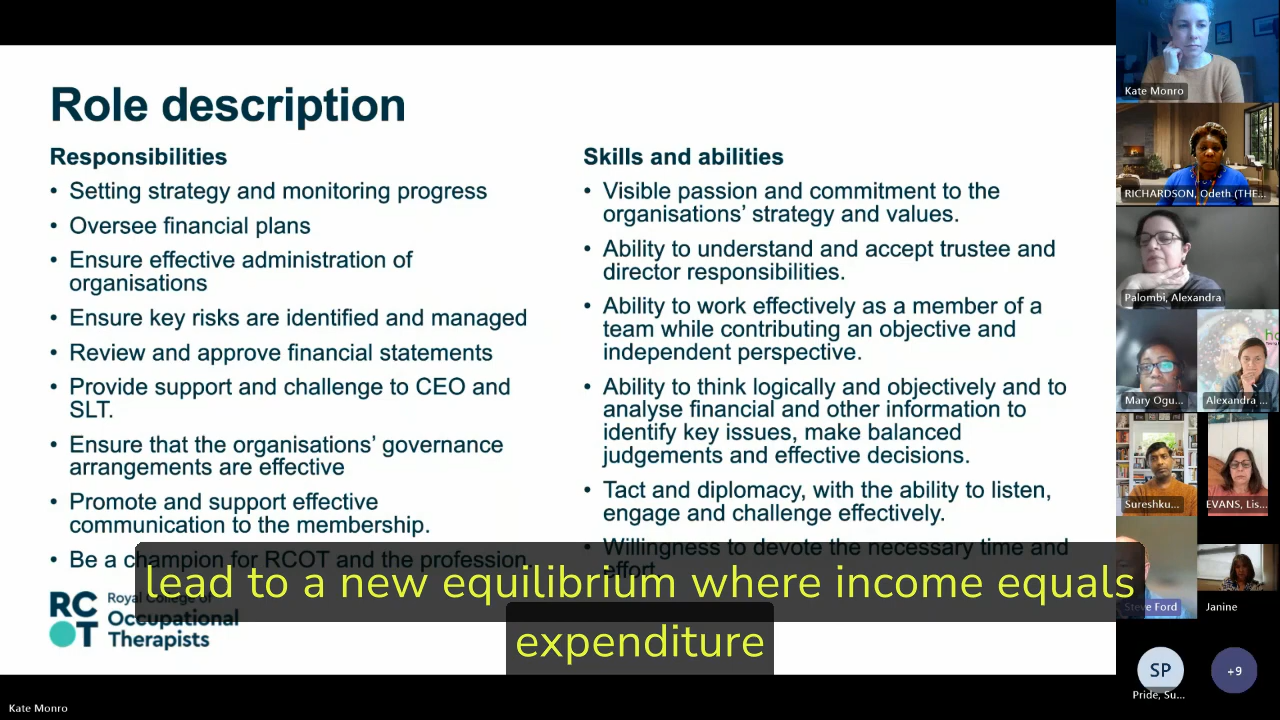 Role description
Responsibilities
• Setting strategy and monitoring progress
• Oversee financial plans
• Ensure effective administration of
organisations
• Ensure key risks are identified and managed
• Review and approve financial statements
• Provide support and challenge to CEO and
SLT.
• Ensure that the organisations’ governance
arrangements are effective
• Promote and support effective
communication to the membership.
• Be a champion for RCOT and the profession
Skills and abilities
• Visible passion and commitment to the
organisations’ strategy and values.
• Ability to understand and accept trustee and
director responsibilities.
• Ability to work effectively as a member of a
team while contributing an objective and
independent perspective.
• Ability to think logically and objectively and to
analyse financial and other information to
identify key issues, make balanced
judgements and effective decisions.
• Tact and diplomacy, with the ability to listen,
engage and challenge effectively.
• Willingness to devote the necessary time and
effort
lead to a new equilibrium where income equals
expenditure
RC
OT
Royal College of
Occupational
Therapists
Kate Monro
Kate Monro
RICHARDSON, Odeth (THE...
Palombi, Alexandra
Mary Ogu...
Alexandra ...
Sureshku...
EVANS, Lis...
Steve Ford
Janine
SP
Pride, Su...
+9